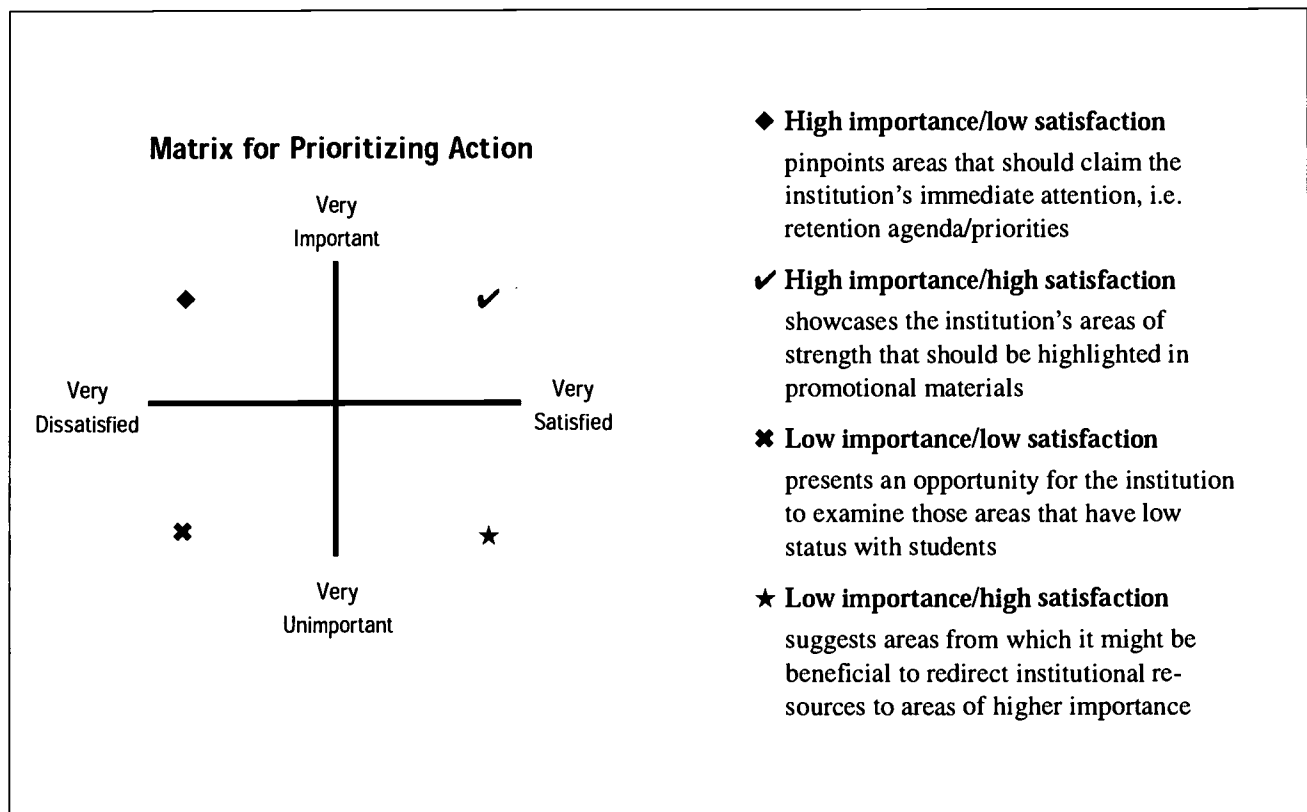 Matrix for Prioritizing Action
Very
Important
Very
Dissatisfied
Very
Satisfied
Very
Unimportant
◆ High importance/low satisfaction
pinpoints areas that should claim the
institution's immediate attention, i.e.
retention agenda/priorities
✔ High importance/high satisfaction
showcases the institution's areas of
strength that should be highlighted in
promotional materials
✖ Low importance/low satisfaction
presents an opportunity for the institution
to examine those areas that have low
status with students
★ Low importance/high satisfaction
suggests areas from which it might be
beneficial to redirect institutional re-
sources to areas of higher importance